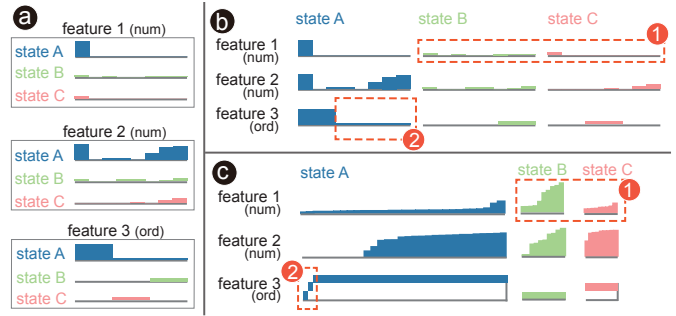 a
feature 1 (num)
state A
state B
state C
feature 2 (num)
state A
state B
state C
feature 3 (ord)
state A
state B
state C
b
state A
state B
state C
feature 1
(num)
1
feature 2
(num)
feature 3
(ord)
2
c
state A
state B
state C
feature 1
(num)
1
feature 2
(num)
2
feature 3
(ord)